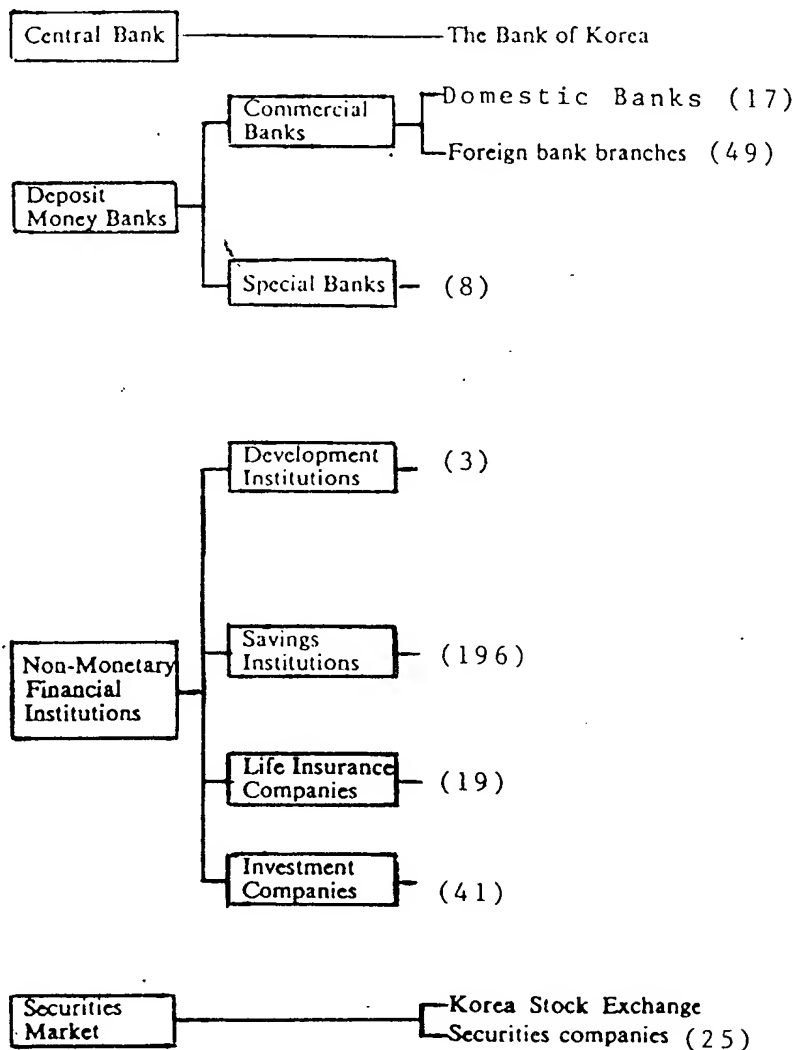 Central Bank
The Bank of Korea
Commercial
Banks
Domestic Banks (17)
Foreign bank branches (49)
Deposit
Money Banks
Special Banks
(8)
Development
Institutions
(3)
Savings
Institutions
(196)
Non-Monetary
Financial
Institutions
Life Insurance
Companies
(19)
Investment
Companies
(41)
Securities
Market
Korea Stock Exchange
Securities companies (25)